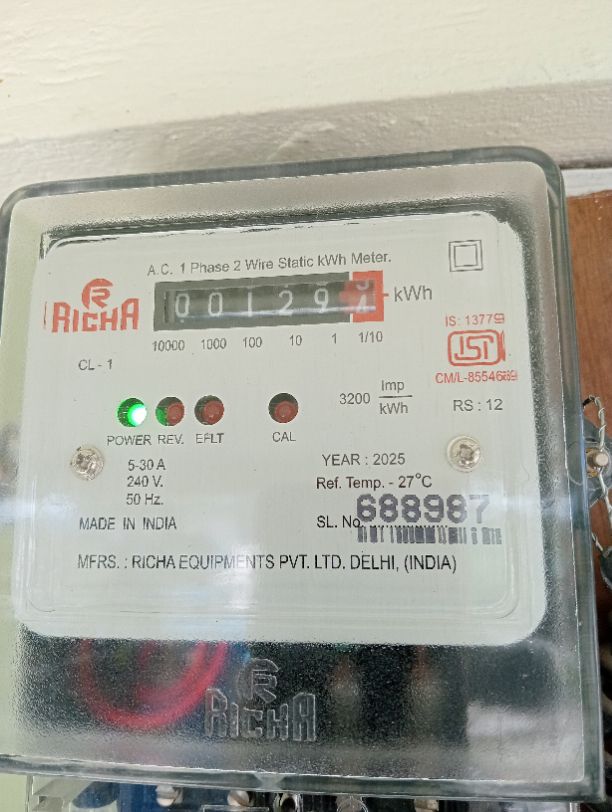 A.C. 1 Phase 2 Wire Static kWh Meter.
RICHA
0 0 1 2 9 kWh
10000 1000 100 10 1 1/10
IS: 13779
ISI
CM/L-8554689
CL - 1
3200 Imp/kWh
RS : 12
POWER REV. EFLT CAL
5-30 A
240 V.
50 Hz.
YEAR : 2025
Ref. Temp. - 27°C
MADE IN INDIA
SL. No. 688987
MFRS. : RICHA EQUIPMENTS PVT. LTD. DELHI, (INDIA)
RICHA